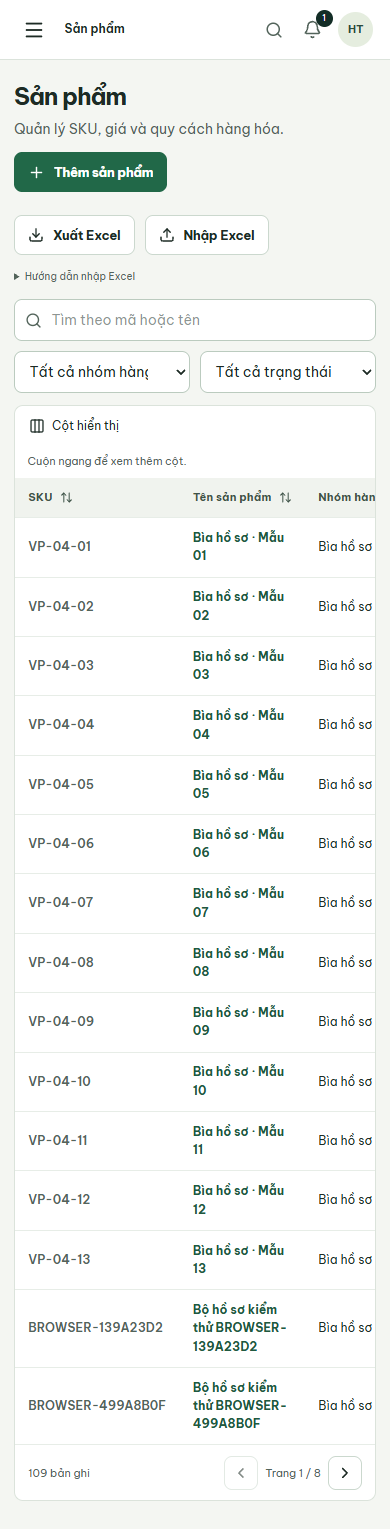 Sản phẩm
1
HT
Sản phẩm
Quản lý SKU, giá và quy cách hàng hóa.
Thêm sản phẩm
Xuất Excel
Nhập Excel
Hướng dẫn nhập Excel
Tìm theo mã hoặc tên
Tất cả nhóm hàng
Tất cả trạng thái
Cột hiển thị
Cuộn ngang để xem thêm cột.
SKU Tên sản phẩm Nhóm hàn
VP-04-01 Bìa hồ sơ · Mẫu Bìa hồ sơ
01
VP-04-02 Bìa hồ sơ · Mẫu Bìa hồ sơ
02
VP-04-03 Bìa hồ sơ · Mẫu Bìa hồ sơ
03
VP-04-04 Bìa hồ sơ · Mẫu Bìa hồ sơ
04
VP-04-05 Bìa hồ sơ · Mẫu Bìa hồ sơ
05
VP-04-06 Bìa hồ sơ · Mẫu Bìa hồ sơ
06
VP-04-07 Bìa hồ sơ · Mẫu Bìa hồ sơ
07
VP-04-08 Bìa hồ sơ · Mẫu Bìa hồ sơ
08
VP-04-09 Bìa hồ sơ · Mẫu Bìa hồ sơ
09
VP-04-10 Bìa hồ sơ · Mẫu Bìa hồ sơ
10
VP-04-11 Bìa hồ sơ · Mẫu Bìa hồ sơ
11
VP-04-12 Bìa hồ sơ · Mẫu Bìa hồ sơ
12
VP-04-13 Bìa hồ sơ · Mẫu Bìa hồ sơ
13
BROWSER-139A23D2 Bộ hồ sơ kiểm Bìa hồ sơ
thử BROWSER-
139A23D2
BROWSER-499A8B0F Bộ hồ sơ kiểm Bìa hồ sơ
thử BROWSER-
499A8B0F
109 bản ghi
Trang 1 / 8